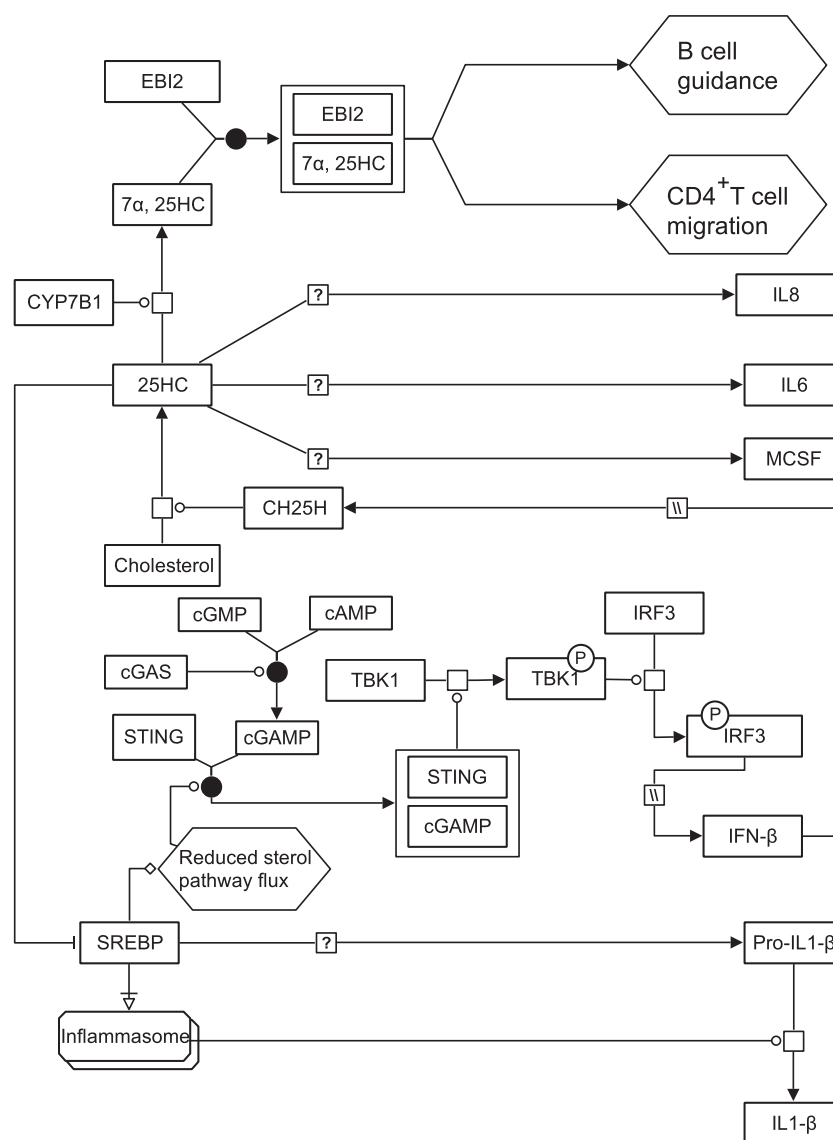 B cell
guidance
EBI2
EBI2
7α, 25HC
7α, 25HC
CD4+T cell
migration
CYP7B1
?
IL8
25HC
?
IL6
?
MCSF
CH25H
\\
Cholesterol
cGMP
cAMP
IRF3
cGAS
TBK1
P
TBK1
STING
cGAMP
P
IRF3
STING
cGAMP
\\
IFN-β
Reduced sterol
pathway flux
SREBP
?
Pro-IL1-β
Inflammasome
IL1-β